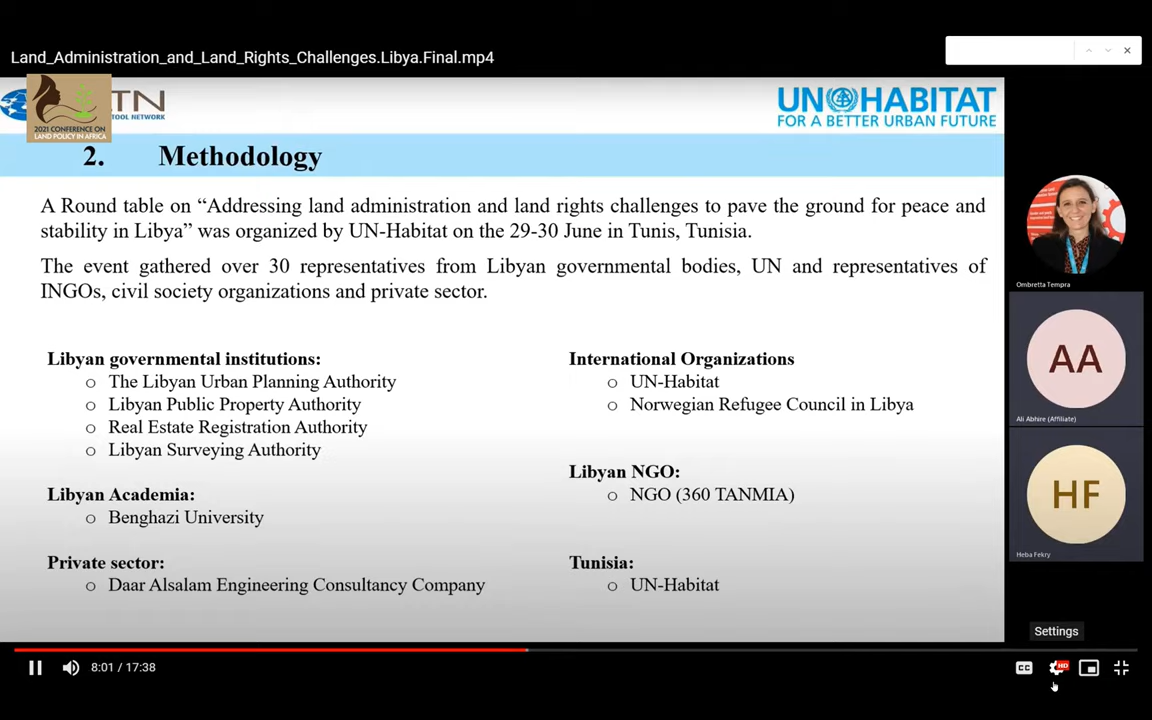 Land_Administration_and_Land_Rights_Challenges.Libya.Final.mp4
TN
TOOL NETWORK
2021 CONFERENCE ON
LAND POLICY IN AFRICA
UN HABITAT
FOR A BETTER URBAN FUTURE
2. Methodology
A Round table on “Addressing land administration and land rights challenges to pave the ground for peace and
stability in Libya” was organized by UN-Habitat on the 29-30 June in Tunis, Tunisia.
The event gathered over 30 representatives from Libyan governmental bodies, UN and representatives of
INGOs, civil society organizations and private sector.
Libyan governmental institutions:
o The Libyan Urban Planning Authority
o Libyan Public Property Authority
o Real Estate Registration Authority
o Libyan Surveying Authority
Libyan Academia:
o Benghazi University
Private sector:
o Daar Alsalam Engineering Consultancy Company
International Organizations
o UN-Habitat
o Norwegian Refugee Council in Libya
Libyan NGO:
o NGO (360 TANMIA)
Tunisia:
o UN-Habitat
Ombretta Tempra
AA
Ali Abhire (Affiliate)
HF
Heba Fekry
Settings
8:01 / 17:38
CC
HD